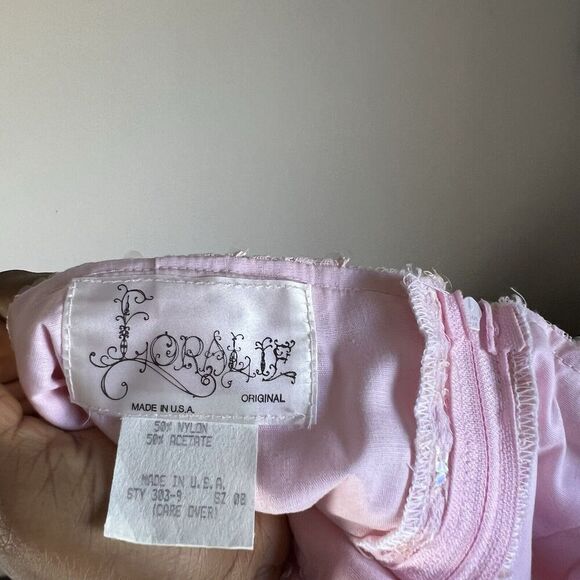 LORALIE
MADE IN U.S.A.
ORIGINAL
50% NYLON
50% ACETATE
MADE IN U.S.A.
STY 303-9 SZ 08
(CARE OVER)